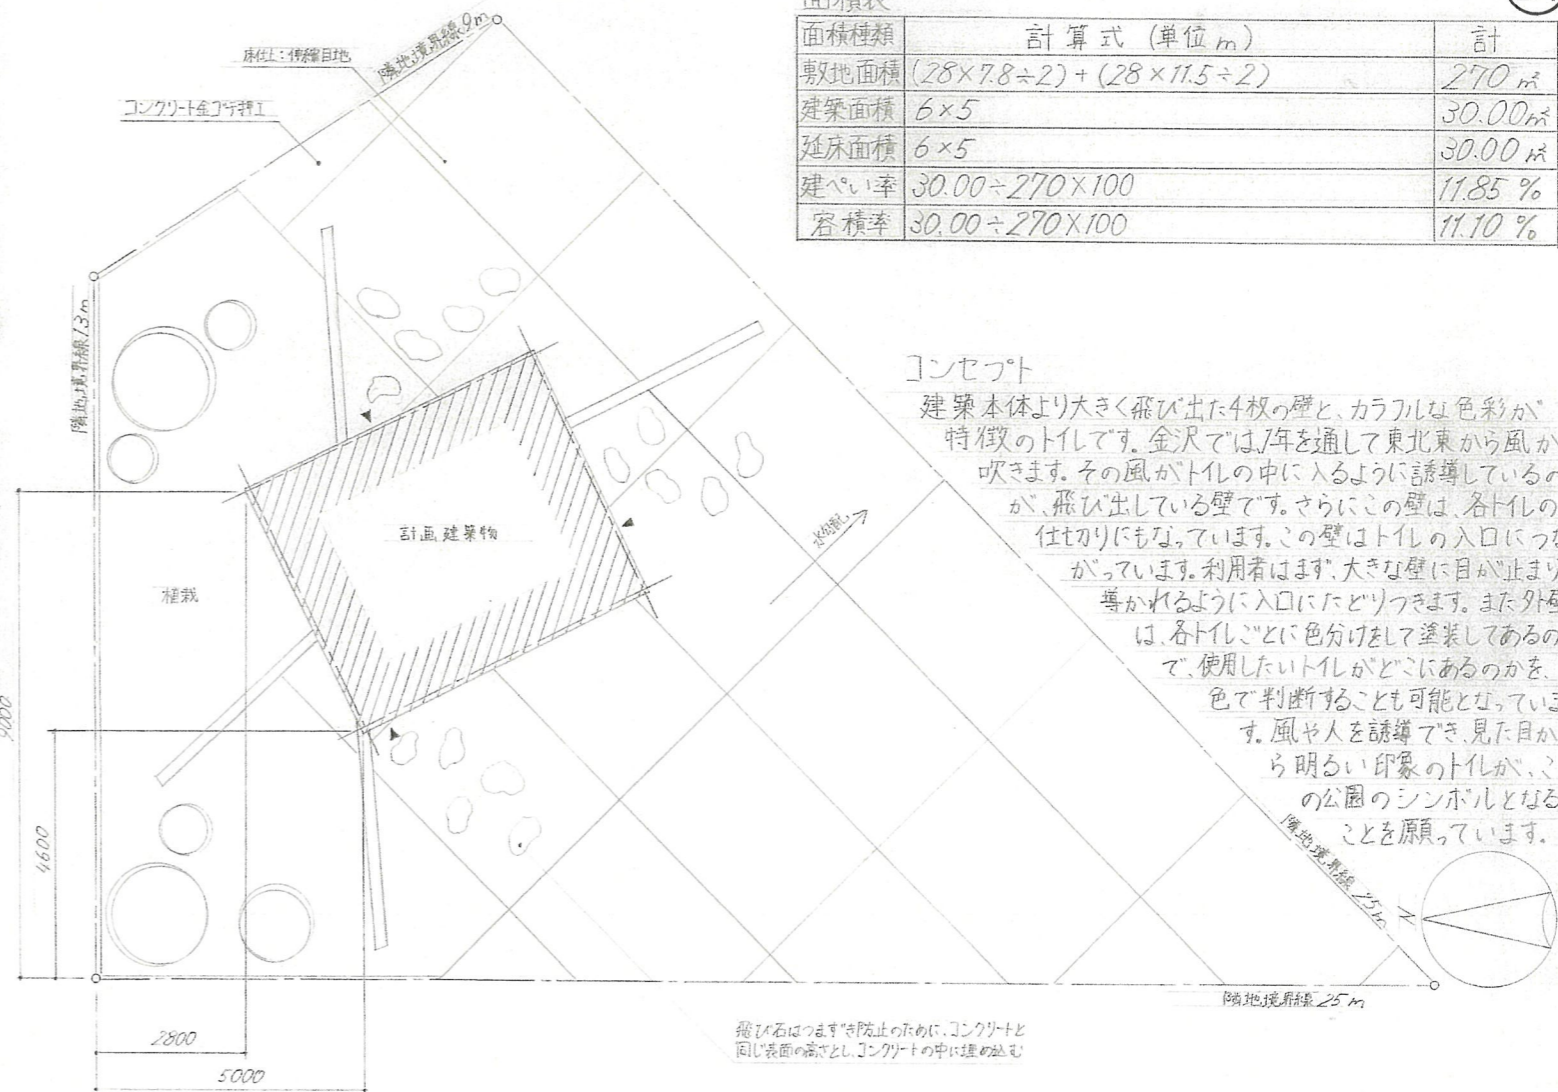 面積表
面積種類 計算式 (単位 m) 計
敷地面積 (28×7.8÷2)+(28×11.5÷2) 270 ㎡
建築面積 6×5 30.00㎡
延床面積 6×5 30.00㎡
建ぺい率 30.00÷270×100 11.85 %
容積率 30.00÷270×100 11.10 %
床仕上:伸縮目地
コンクリート金ゴテ押エ
隣地境界線9m
隣地境界線13m
計画建築物
植栽
水勾配
コンセプト
建築本体より大きく飛び出た4枚の壁と、カラフルな色彩が
特徴のトイレです。金沢では、1年を通して東北東から風が
吹きます。その風がトイレの中に入るように誘導しているの
が、飛び出している壁です。さらにこの壁は、各トイレの
仕切りにもなっています。この壁はトイレの入口につな
がっています。利用者はまず、大きな壁に目が止まり
導かれるように入口にたどりつきます。また外壁
は、各トイレごとに色分けをして塗装してあるの
で、使用したいトイレがどこにあるのかを、
色で判断することも可能となっていま
す。風や人を誘導でき、見た目か
ら明るい印象のトイレが、こ
の公園のシンボルとなる
ことを願っています。
隣地境界線 25m
N
隣地境界線 25m
9000
4600
2800
5000
飛び石はつまずき防止のために、コンクリートと
同じ表面の高さとし、コンクリートの中に埋め込む